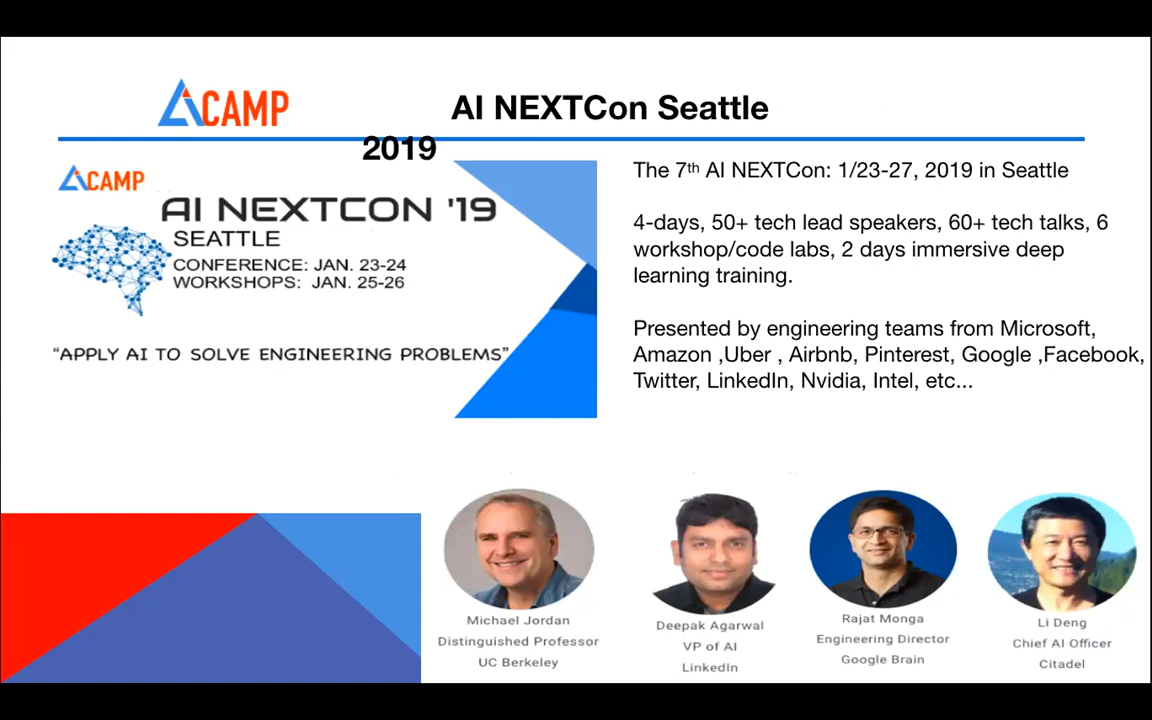 CAMP
AI NEXTCon Seattle
2019
CAMP
AI NEXTCON '19
SEATTLE
CONFERENCE: JAN. 23-24
WORKSHOPS: JAN. 25-26
“APPLY AI TO SOLVE ENGINEERING PROBLEMS”
The 7th AI NEXTCon: 1/23-27, 2019 in Seattle
4-days, 50+ tech lead speakers, 60+ tech talks, 6
workshop/code labs, 2 days immersive deep
learning training.
Presented by engineering teams from Microsoft,
Amazon ,Uber , Airbnb, Pinterest, Google ,Facebook,
Twitter, LinkedIn, Nvidia, Intel, etc...
Michael Jordan
Distinguished Professor
UC Berkeley
Deepak Agarwal
VP of AI
LinkedIn
Rajat Monga
Engineering Director
Google Brain
Li Deng
Chief AI Officer
Citadel